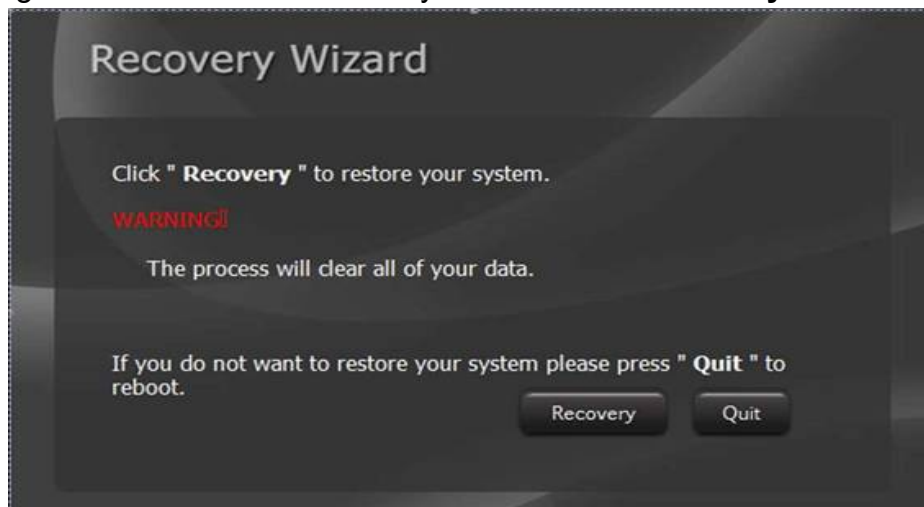 Recovery Wizard
Click " Recovery " to restore your system.
WARNING
The process will clear all of your data.
If you do not want to restore your system please press " Quit " to
reboot.
Recovery
Quit